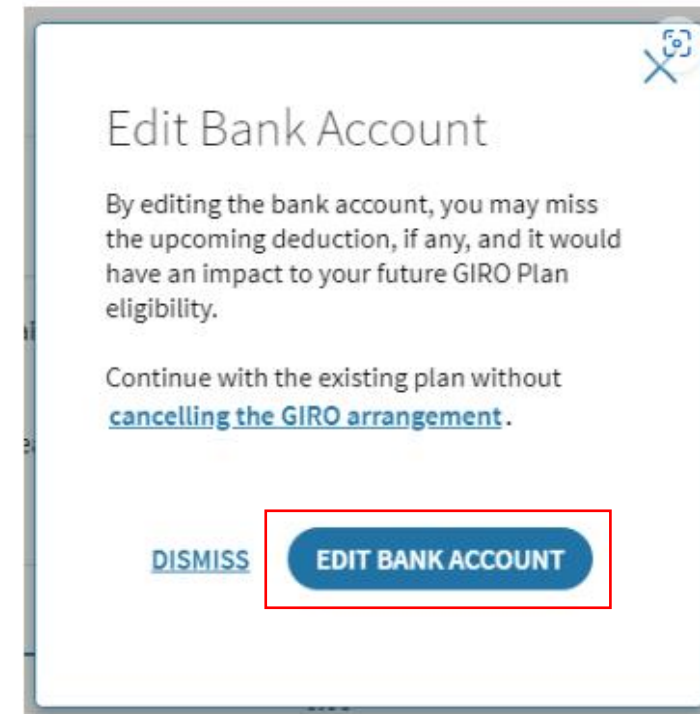 Edit Bank Account
By editing the bank account, you may miss
the upcoming deduction, if any, and it would
have an impact to your future GIRO Plan
eligibility.
Continue with the existing plan without
cancelling the GIRO arrangement.
DISMISS EDIT BANK ACCOUNT